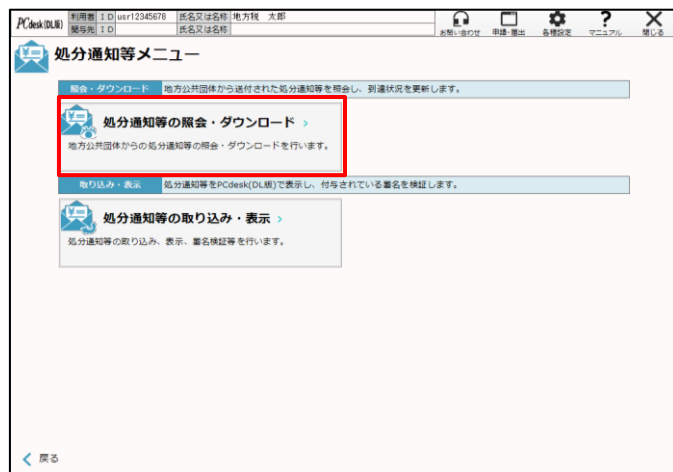 PCdesk(DL版) 利用者 ID usr12345678 氏名又は名称 地方税 太郎
関与先 ID 氏名又は名称
お問い合わせ 申請・届出 各種設定 マニュアル 閉じる
処分通知等メニュー
照会・ダウンロード 地方公共団体から送付された処分通知等を照会し、到達状況を更新します。
処分通知等の照会・ダウンロード >
地方公共団体からの処分通知等の照会・ダウンロードを行います。
取り込み・表示 処分通知等をPCdesk(DL版)で表示し、付与されている署名を検証します。
処分通知等の取り込み・表示 >
処分通知等の取り込み、表示、署名検証等を行います。
戻る